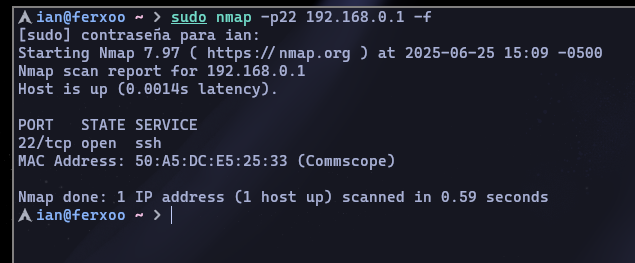 ian@ferxoo ~ > sudo nmap -p22 192.168.0.1 -f
[sudo] contraseña para ian:
Starting Nmap 7.97 ( https://nmap.org ) at 2025-06-25 15:09 -0500
Nmap scan report for 192.168.0.1
Host is up (0.0014s latency).
PORT   STATE SERVICE
22/tcp open  ssh
MAC Address: 50:A5:DC:E5:25:33 (Commscope)
Nmap done: 1 IP address (1 host up) scanned in 0.59 seconds
ian@ferxoo ~ >